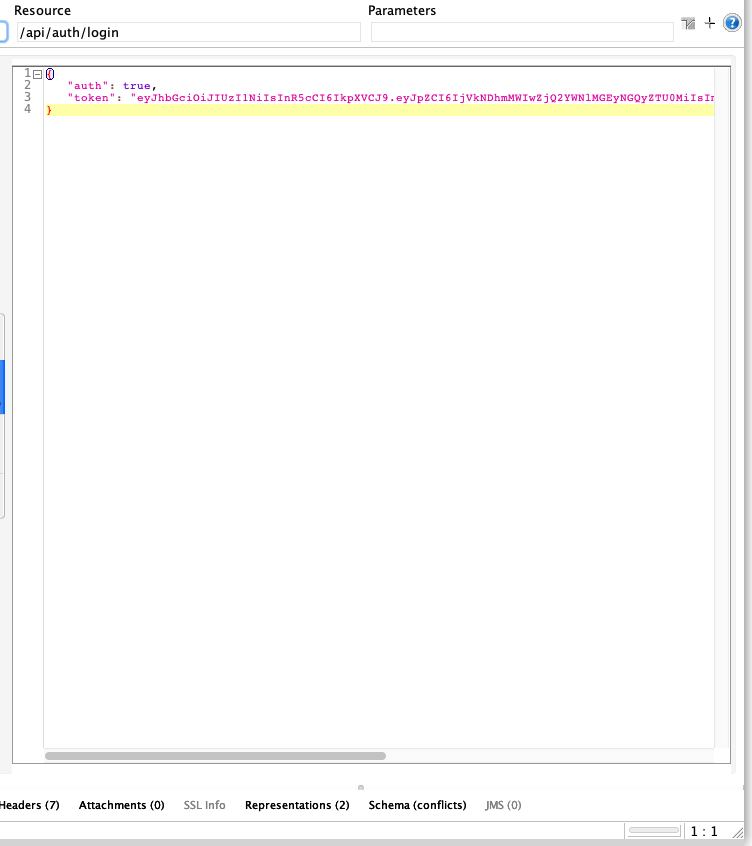 Resource
Parameters
/api/auth/login
1 {
2 "auth": true,
3 "token": "eyJhbGciOiJIUzI1NiIsInR5cCI6IkpXVCJ9.eyJpZCI6IjVkNDhmMWIwZjQ2YWNlMGEyNGQyZTU0MiIsIn
4 }
Headers (7) Attachments (0) SSL Info Representations (2) Schema (conflicts) JMS (0)
1 : 1